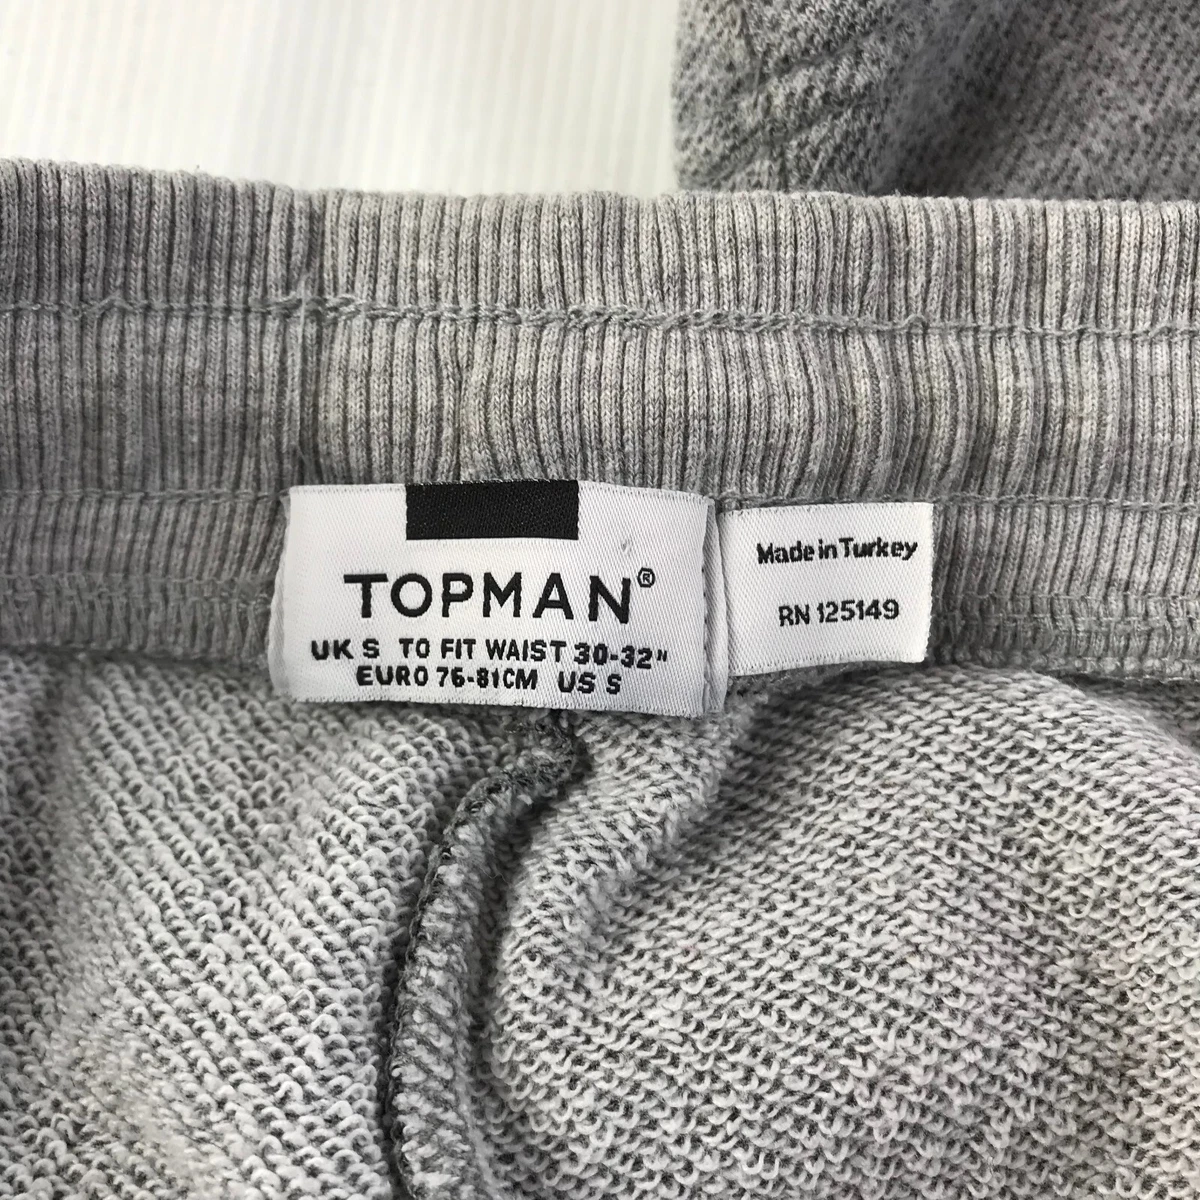 TOPMAN®
UK S TO FIT WAIST 30-32"
EURO 76-81CM US S
Made in Turkey
RN 125149